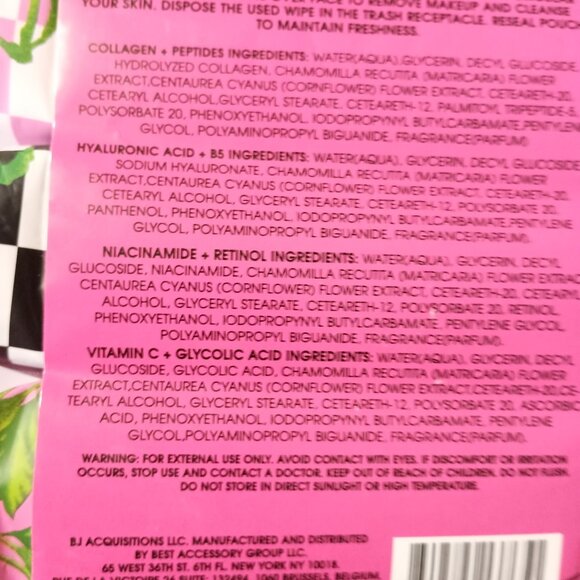 YOUR SKIN. DISPOSE THE USED WIPE IN THE TRASH RECEPTACLE. RESEAL POUCH
TO MAINTAIN FRESHNESS.
COLLAGEN + PEPTIDES INGREDIENTS: WATER(AQUA), GLYCERIN, DECYL GLUCOSIDE,
HYDROLYZED COLLAGEN, CHAMOMILLA RECUTITA (MATRICARIA) FLOWER
EXTRACT,CENTAUREA CYANUS (CORNFLOWER) FLOWER EXTRACT, CETEARETH-20,
CETEARYL ALCOHOL,GLYCERYL STEARATE, CETEARETH-12, PALMITOYL TRIPEPTIDE-5,
POLYSORBATE 20, PHENOXYETHANOL, IODOPROPYNYL BUTYLCARBAMATE,PENTYLENE
GLYCOL, POLYAMINOPROPYL BIGUANIDE, FRAGRANCE(PARFUM)
HYALURONIC ACID + B5 INGREDIENTS: WATER(AQUA), GLYCERIN, DECYL GLUCOSIDE
SODIUM HYALURONATE, CHAMOMILLA RECUTITA (MATRICARIA) FLOWER
EXTRACT,CENTAUREA CYANUS (CORNFLOWER) FLOWER EXTRACT, CETEARETH-20,
CETEARYL ALCOHOL, GLYCERYL STEARATE, CETEARETH-12, POLYSORBATE 20,
PANTHENOL, PHENOXYETHANOL, IODOPROPYNYL BUTYLCARBAMATE,PENTYLENE
GLYCOL, POLYAMINOPROPYL BIGUANIDE, FRAGRANCE(PARFUM).
NIACINAMIDE + RETINOL INGREDIENTS: WATER(AQUA), GLYCERIN, DECYL
GLUCOSIDE, NIACINAMIDE, CHAMOMILLA RECUTITA (MATRICARIA) FLOWER EXTRACT
CENTAUREA CYANUS (CORNFLOWER) FLOWER EXTRACT, CETEARETH-20, CETEARYL
ALCOHOL, GLYCERYL STEARATE, CETEARETH-12, POLYSORBATE 20, RETINOL,
PHENOXYETHANOL, IODOPROPYNYL BUTYLCARBAMATE, PENTYLENE GLYCOL,
POLYAMINOPROPYL BIGUANIDE, FRAGRANCE(PARFUM).
VITAMIN C + GLYCOLIC ACID INGREDIENTS: WATER(AQUA), GLYCERIN, DECYL
GLUCOSIDE, GLYCOLIC ACID, CHAMOMILLA RECUTITA (MATRICARIA) FLOWER
EXTRACT,CENTAUREA CYANUS (CORNFLOWER) FLOWER EXTRACT,CETEARETH-20,CE
TEARYL ALCOHOL, GLYCERYL STEARATE, CETEARETH-12, POLYSORBATE 20, ASCORBIC
ACID, PHENOXYETHANOL, IODOPROPYNYL BUTYLCARBAMATE, PENTYLENE
GLYCOL,POLYAMINOPROPYL BIGUANIDE, FRAGRANCE(PARFUM).
WARNING: FOR EXTERNAL USE ONLY. AVOID CONTACT WITH EYES. IF DISCOMFORT OR IRRITATION
OCCURS, STOP USE AND CONTACT A DOCTOR. KEEP OUT OF REACH OF CHILDREN. DO NOT FLUSH.
DO NOT STORE IN DIRECT SUNLIGHT OR HIGH TEMPERATURE.
BJ ACQUISITIONS LLC. MANUFACTURED AND DISTRIBUTED
BY BEST ACCESSORY GROUP LLC.
65 WEST 36TH ST. 6TH FL. NEW YORK NY 10018.